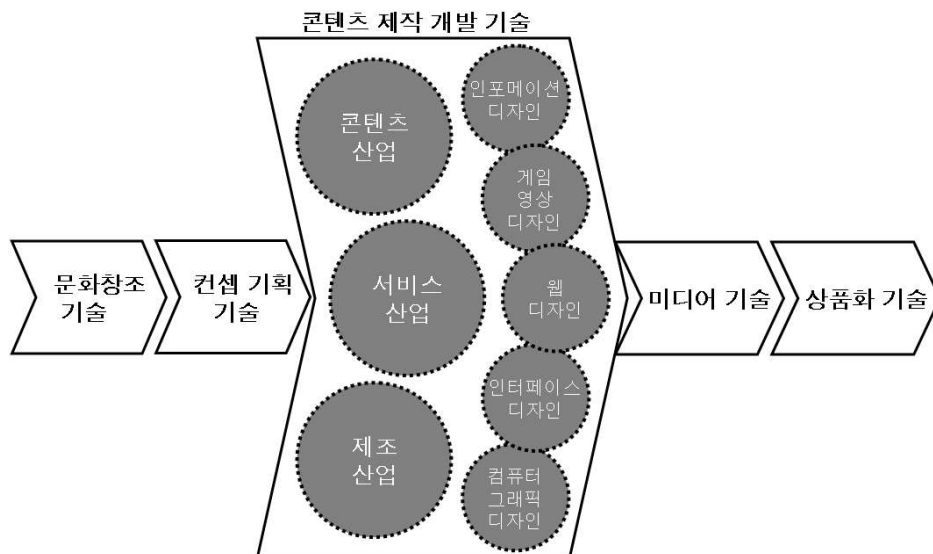 콘텐츠 제작 개발 기술
문화창조
기술
컨셉 기획
기술
콘텐츠
산업
서비스
산업
제조
산업
인포메이션
디자인
게임
영상
디자인
웹
디자인
인터페이스
디자인
컴퓨터
그래픽
디자인
미디어 기술
상품화 기술